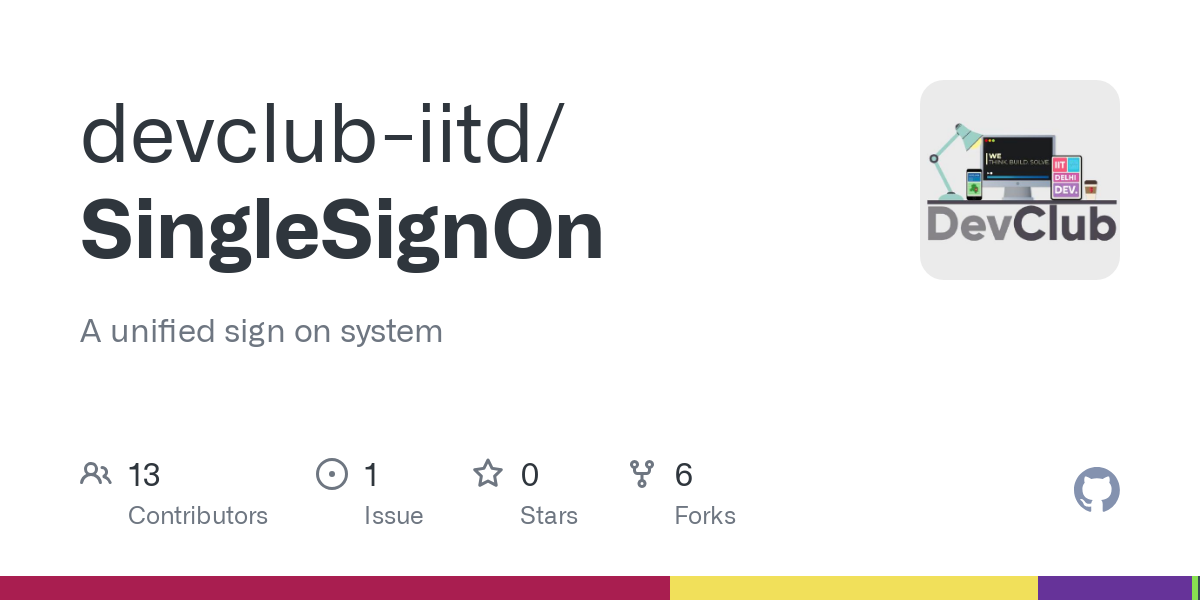 devclub-iitd/
SingleSignOn
A unified sign on system
WE
THINK. BUILD. SOLVE
IIT
DELHI
DEV.
DevClub
13
Contributors
1
Issue
0
Stars
6
Forks